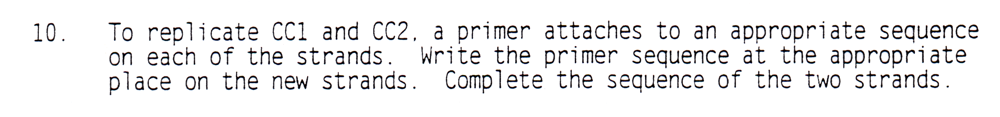 10. To replicate CC1 and CC2, a primer attaches to an appropriate sequence
on each of the strands. Write the primer sequence at the appropriate
place on the new strands. Complete the sequence of the two strands.